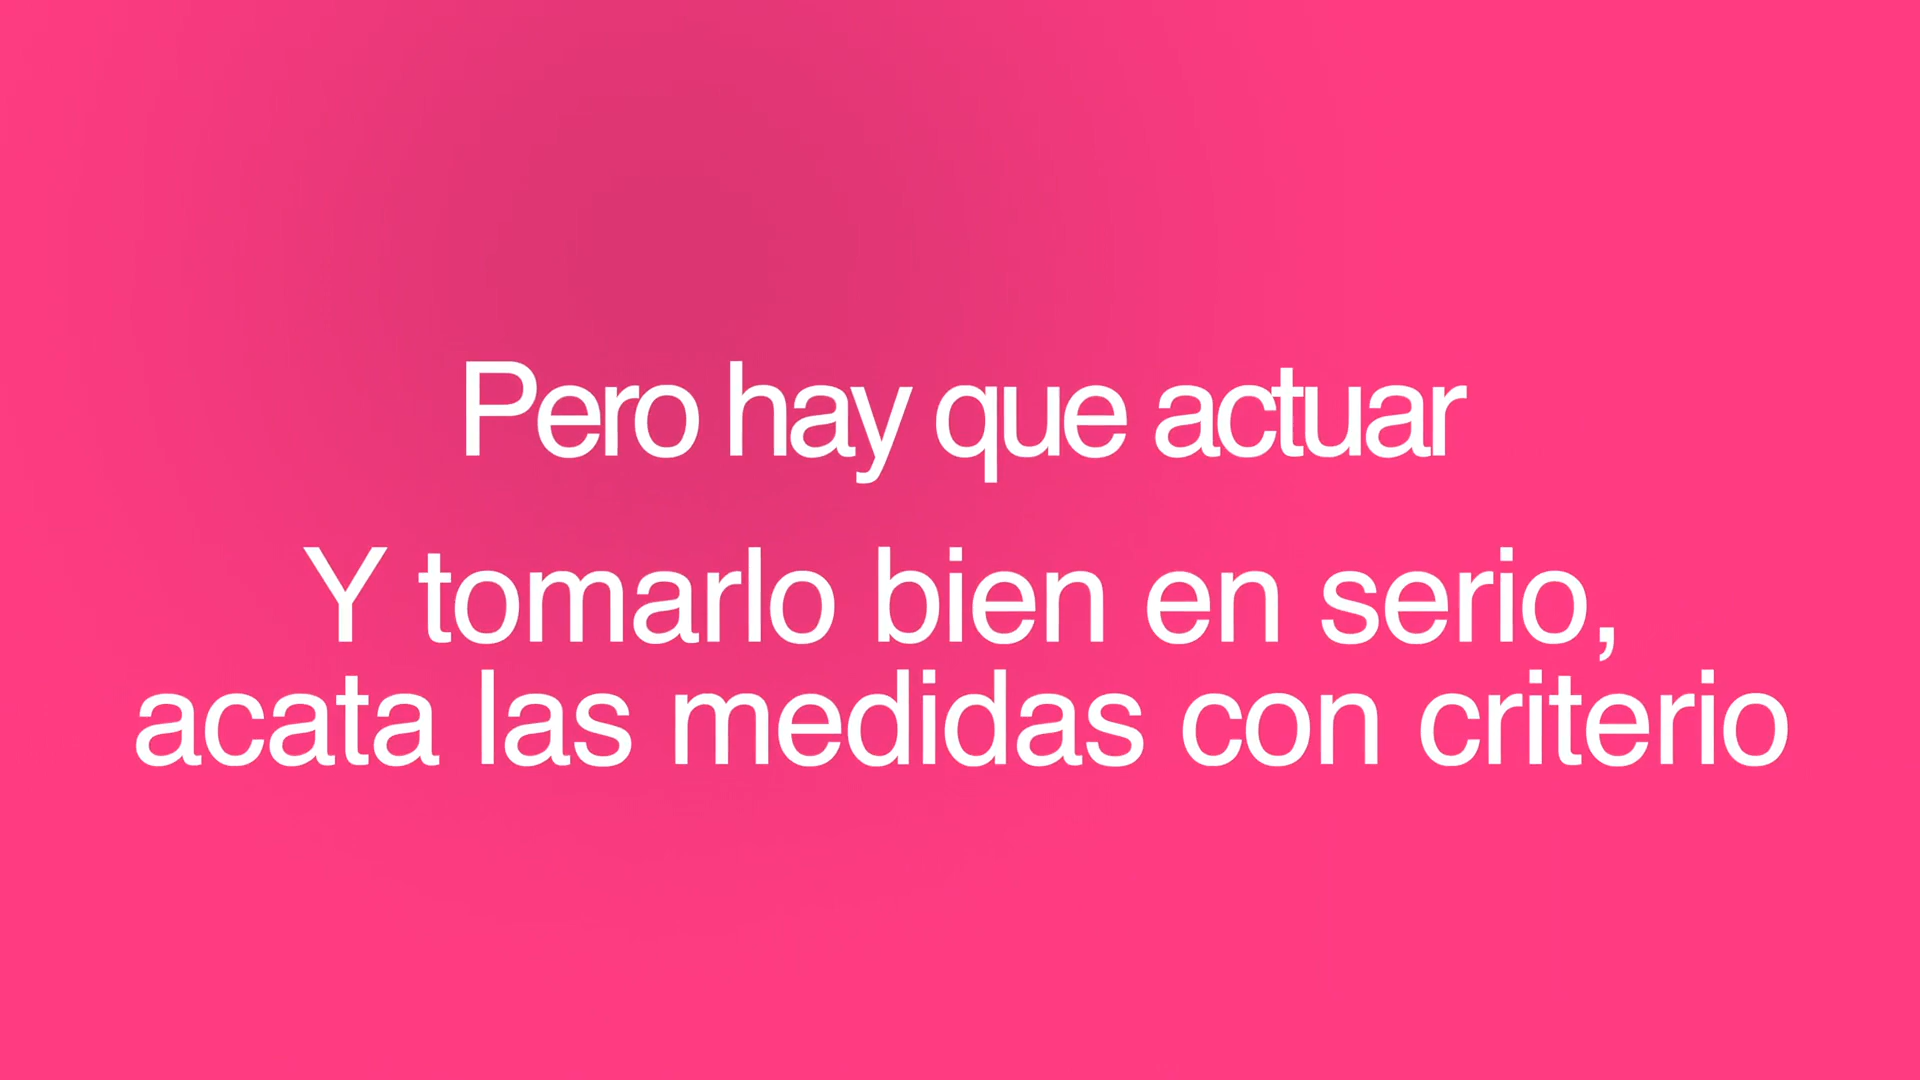 Pero hay que actuar
Y tomarlo bien en serio,
acata las medidas con criterio